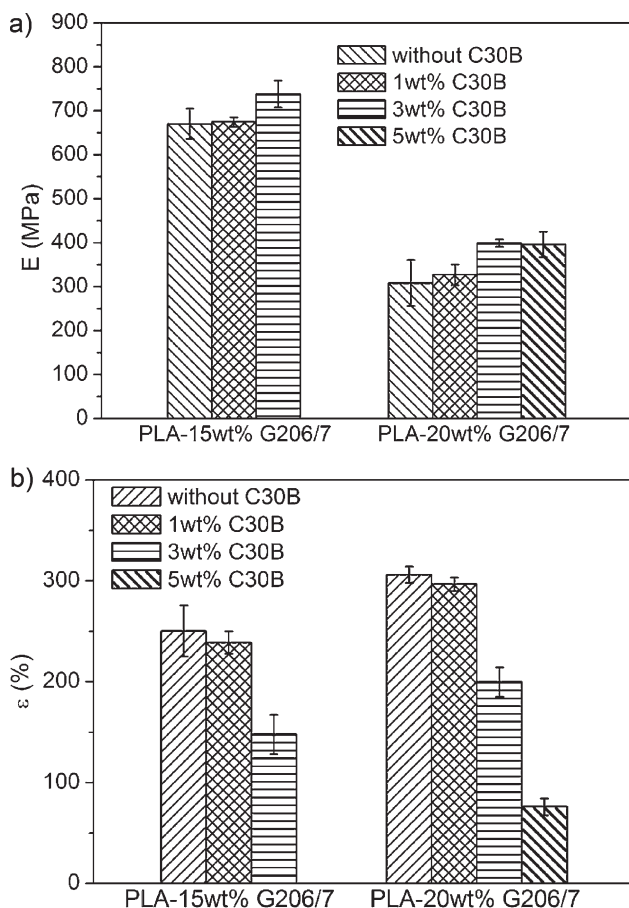 a)
900
800
700
600
500
400
300
200
100
0
E (MPa)
without C30B
1wt% C30B
3wt% C30B
5wt% C30B
PLA-15wt% G206/7 PLA-20wt% G206/7
b)
400
300
200
100
0
ε (%)
without C30B
1wt% C30B
3wt% C30B
5wt% C30B
PLA-15wt% G206/7 PLA-20wt% G206/7